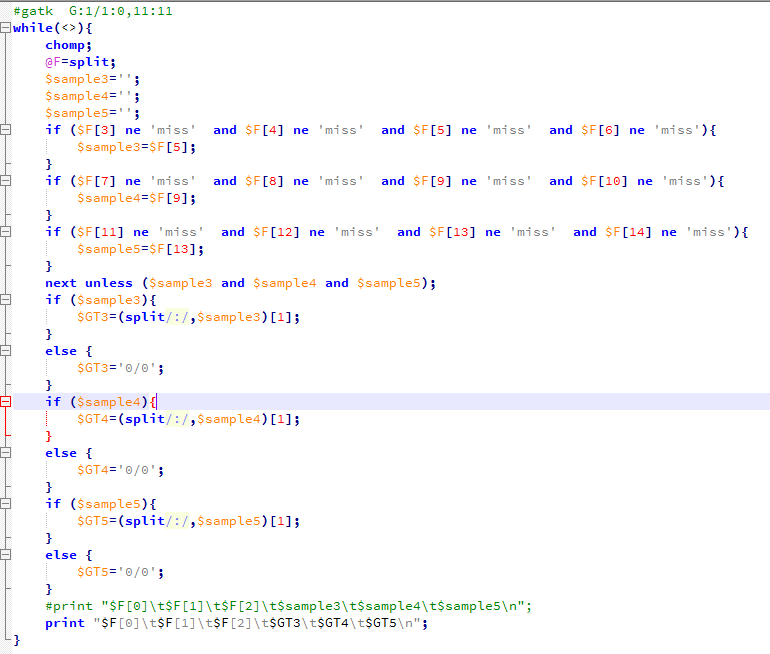 #gatk  G:1/1:0,11:11
while(<>){
    chomp;
    @F=split;
    $sample3='';
    $sample4='';
    $sample5='';
    if ($F[3] ne 'miss'  and $F[4] ne 'miss'  and $F[5] ne 'miss'  and $F[6] ne 'miss'){
        $sample3=$F[5];
    }
    if ($F[7] ne 'miss'  and $F[8] ne 'miss'  and $F[9] ne 'miss'  and $F[10] ne 'miss'){
        $sample4=$F[9];
    }
    if ($F[11] ne 'miss'  and $F[12] ne 'miss'  and $F[13] ne 'miss'  and $F[14] ne 'miss'){
        $sample5=$F[13];
    }
    next unless ($sample3 and $sample4 and $sample5);
    if ($sample3){
        $GT3=(split/:/,$sample3)[1];
    }
    else {
        $GT3='0/0';
    }
    if ($sample4){
        $GT4=(split/:/,$sample4)[1];
    }
    else {
        $GT4='0/0';
    }
    if ($sample5){
        $GT5=(split/:/,$sample5)[1];
    }
    else {
        $GT5='0/0';
    }
    #print "$F[0]\t$F[1]\t$F[2]\t$sample3\t$sample4\t$sample5\n";
    print "$F[0]\t$F[1]\t$F[2]\t$GT3\t$GT4\t$GT5\n";
}